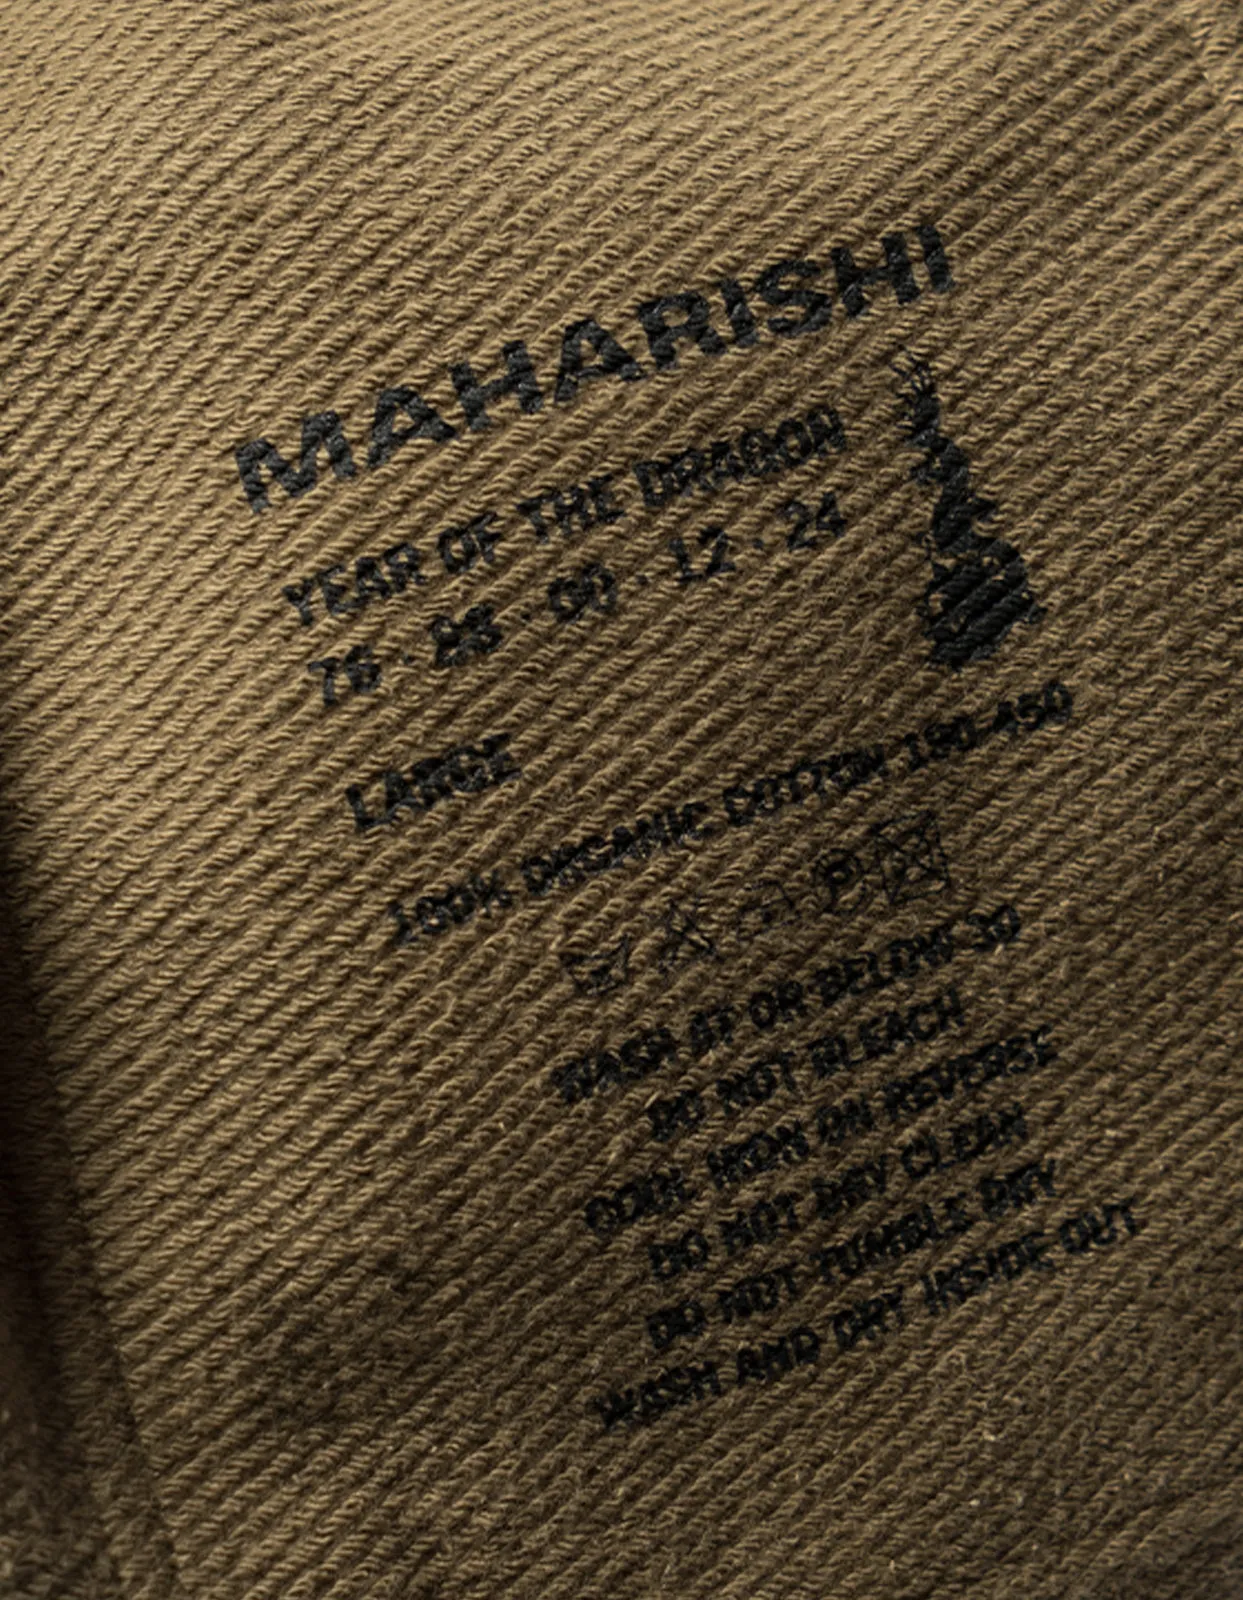 MAHARISHI
YEAR OF THE DRAGON
76 · 88 · 00 · 12 · 24
LARGE
100% ORGANIC COTTON 190-450
WASH AT OR BELOW 30
DO NOT BLEACH
COOL IRON ON REVERSE
DO NOT DRY CLEAN
DO NOT TUMBLE DRY
WASH AND DRY INSIDE OUT